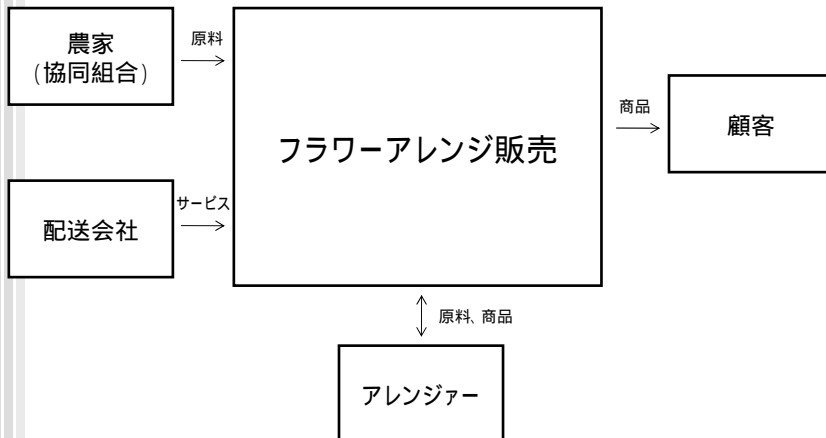 農家
（協同組合）
原料
フラワーアレンジ販売
商品
顧客
配送会社
サービス
原料、商品
アレンジァー